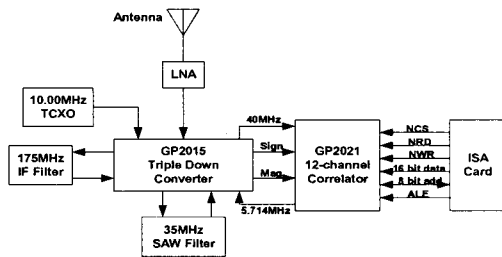 Antenna
LNA
10.00MHz
TCXO
175MHz
IF Filter
GP2015
Triple Down
Converter
35MHz
SAW Filter
40MHz
Sign
Mag
5.714MHz
GP2021
12-channel
Correlator
NCS
NRD
NWR
16 bit data
8 bit add
ALE
ISA
Card